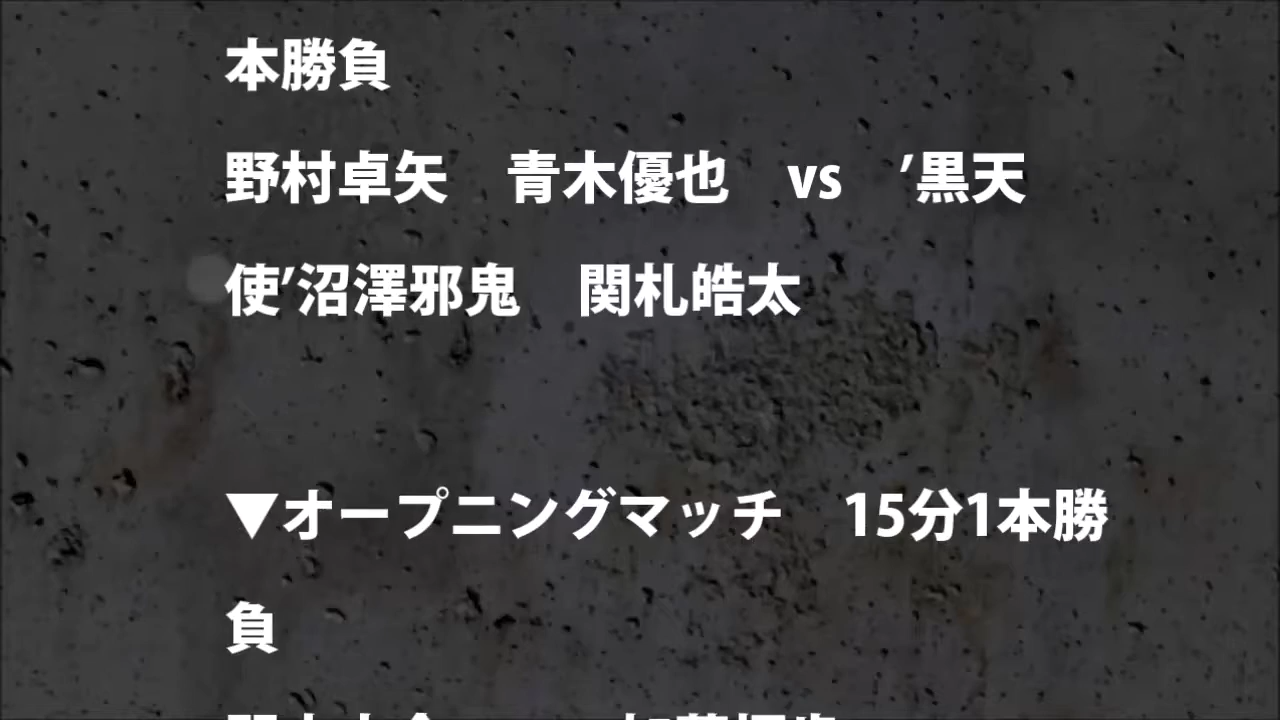 本勝負
野村卓矢　青木優也　vs　’黒天
使’沼澤邪鬼　関札皓太
▼オープニングマッチ　15分1本勝
負